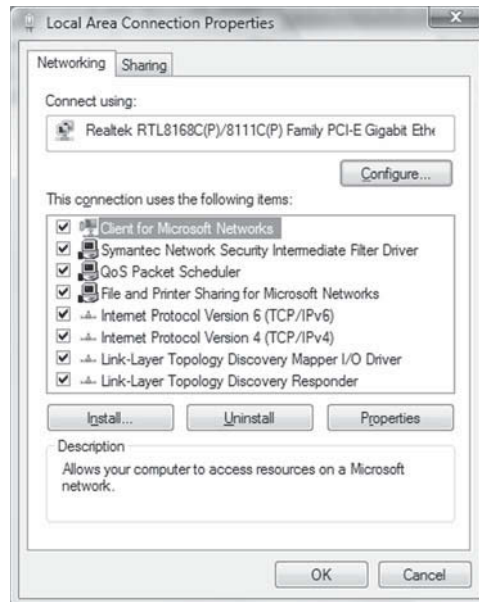 Local Area Connection Properties
Networking
Sharing
Connect using:
Realtek RTL8168C(P)/8111C(P) Family PCI-E Gigabit Ethe
Configure...
This connection uses the following items:
Client for Microsoft Networks
Symantec Network Security Intermediate Filter Driver
QoS Packet Scheduler
File and Printer Sharing for Microsoft Networks
Internet Protocol Version 6 (TCP/IPv6)
Internet Protocol Version 4 (TCP/IPv4)
Link-Layer Topology Discovery Mapper I/O Driver
Link-Layer Topology Discovery Responder
Install...
Uninstall
Properties
Description
Allows your computer to access resources on a Microsoft
network.
OK
Cancel